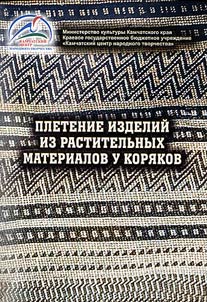 Министерство культуры Камчатского края
Краевое государственное бюджетное учреждение
«Камчатский центр народного творчества»
ПЛЕТЕНИЕ ИЗДЕЛИЙ
ИЗ РАСТИТЕЛЬНЫХ
МАТЕРИАЛОВ У КОРЯКОВ